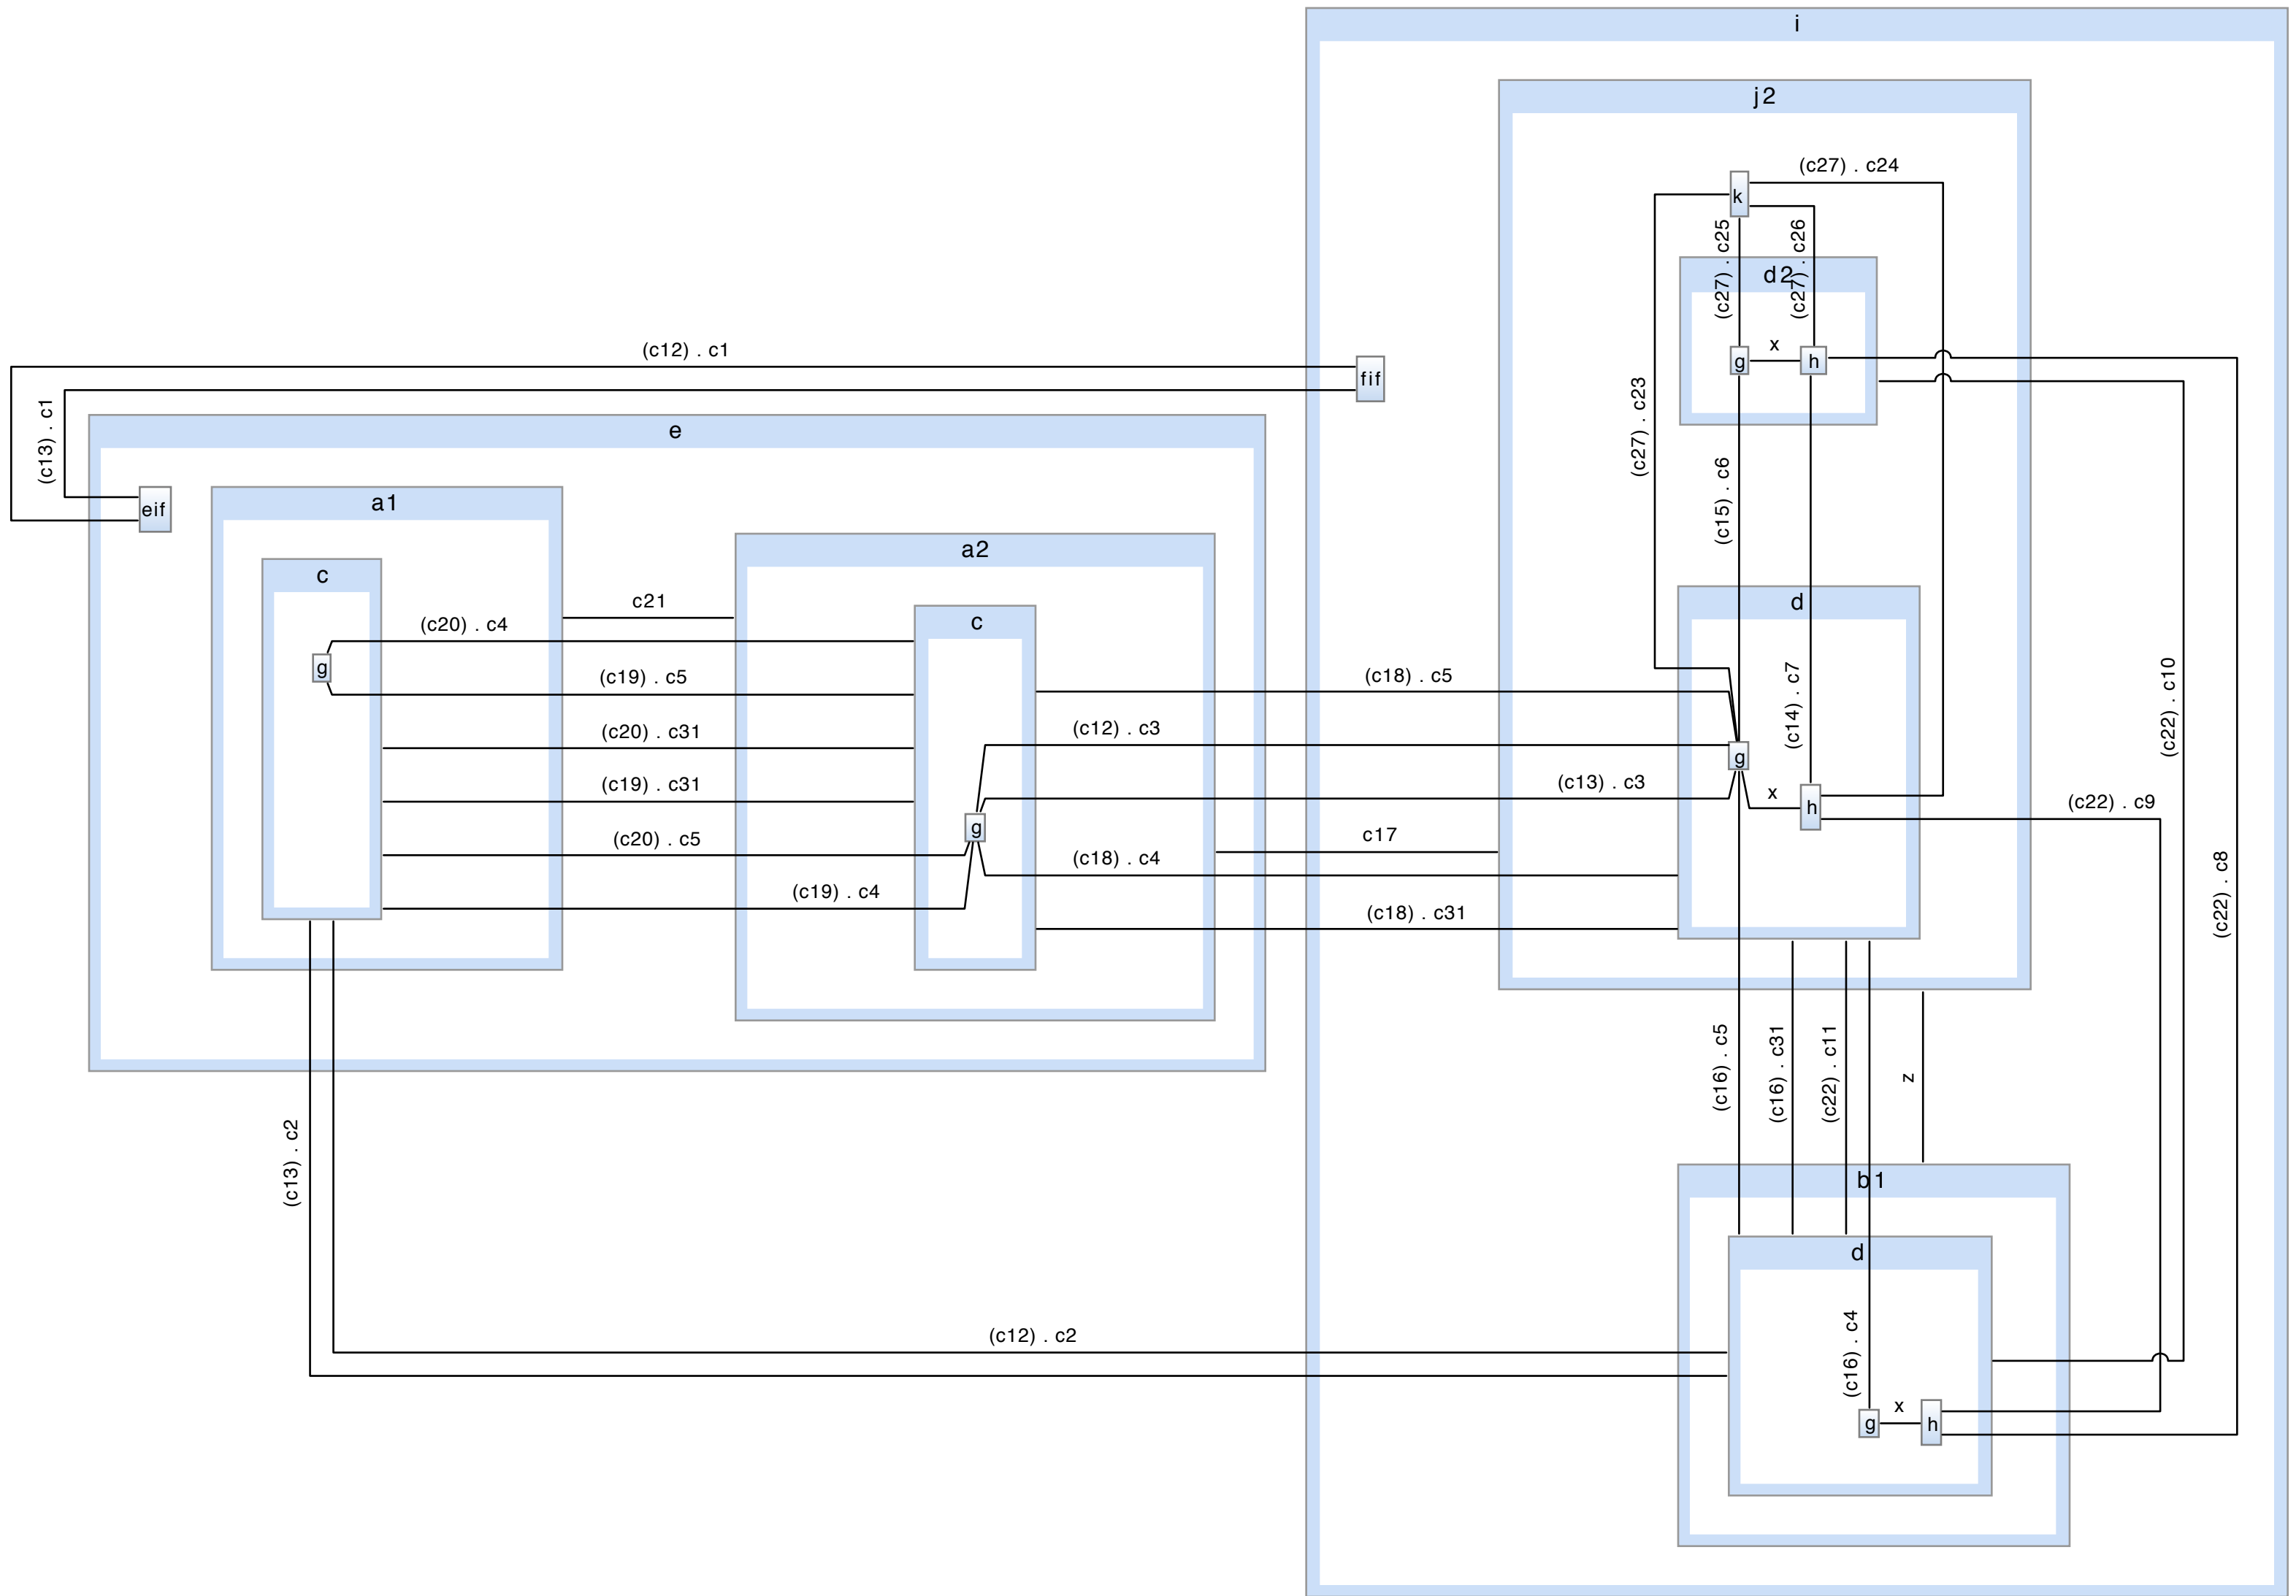 i
j2
(c27) . c24
k
(c27) . c25
(c27) . c26
d2
x
g
h
(c12) . c1
fif
(c13) . c1
e
(c27) . c23
(c15) . c6
eif
a1
a2
c
c21
c
d
(c20) . c4
g
(c19) . c5
(c18) . c5
(c14) . c7
(c22) . c10
(c20) . c31
(c12) . c3
g
(c19) . c31
(c13) . c3
x
h
(c22) . c9
(c20) . c5
g
c17
(c18) . c4
(c22) . c8
(c19) . c4
(c18) . c31
(c16) . c5
(c16) . c31
(c22) . c11
z
(c13) . c2
b1
d
(c12) . c2
(c16) . c4
x
g
h